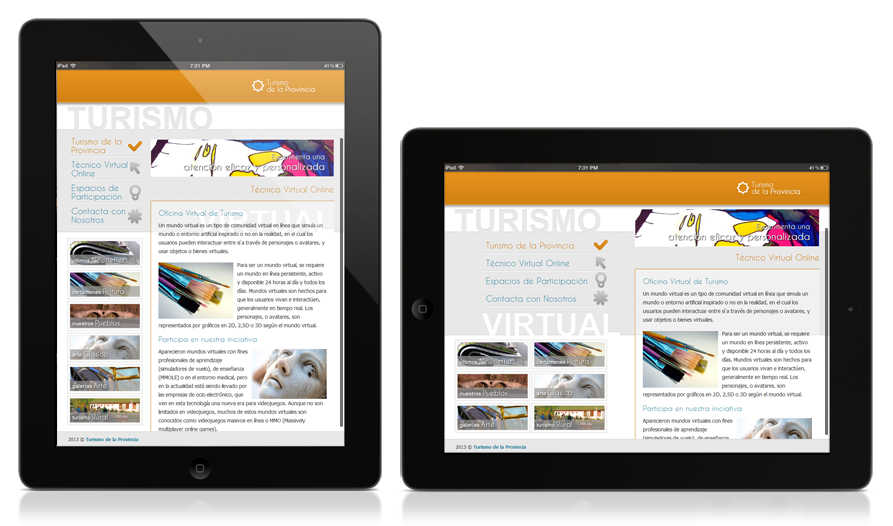 iPad
7:31 PM
41 %
Turismo
de la Provincia
TURISMO
Turismo de la
Provincia
Técnico Virtual
Online
Espacios de
Participación
Contacta con
Nosotros
Experimenta una
atención eficaz y personalizada
Técnico Virtual Online
VIRTUAL
Oficina Virtual de Turismo
Un mundo virtual es un tipo de comunidad virtual en línea que simula un
mundo o entorno artificial inspirado o no en la realidad, en el cual los
usuarios pueden interactuar entre sí a través de personajes o avatares, y
usar objetos o bienes virtuales.
Para ser un mundo virtual, se requiere
un mundo en línea persistente, activo
y disponible 24 horas al día y todos los
días. Mundos virtuales son hechos para
que los usuarios vivan e interactúen,
generalmente en tiempo real. Los
personajes, o avatares, son
representados por gráficos en 2D, 2,5D o 3D según el mundo virtual.
Participa en nuestra iniciativa
Aparecieron mundos virtuales con fines
profesionales de aprendizaje
(simuladores de vuelo), de enseñanza
(MMOLE) o en el entorno medical, pero
en la actualidad está siendo llevado por
las empresas de ocio electrónico, que
ven en esta tecnología una nueva era para videojuegos. Aunque no son
limitados en videojuegos, muchos de estos mundos virtuales son
conocidos como videojuegos masivos en línea o MMO (Massively
multiplayer online games).
últimos "NewsLetter"
certámenes Pintura
nuestros Pueblos
arte Clásico
galerías Arte
turismo Rural
2013 © Turismo de la Provincia
iPad
7:31 PM
41 %
Turismo
de la Provincia
TURISMO
Turismo de la Provincia
Técnico Virtual Online
Espacios de Participación
Contacta con Nosotros
VIRTUAL
últimos "NewsLetter"
certámenes Pintura
nuestros Pueblos
arte Clásico
galerías Arte
turismo Rural
Experimenta una
atención eficaz y personalizada
Técnico Virtual Online
Oficina Virtual de Turismo
Un mundo virtual es un tipo de comunidad virtual en línea que simula un
mundo o entorno artificial inspirado o no en la realidad, en el cual los
usuarios pueden interactuar entre sí a través de personajes o avatares, y
usar objetos o bienes virtuales.
Para ser un mundo virtual, se requiere
un mundo en línea persistente, activo
y disponible 24 horas al día y todos los
días. Mundos virtuales son hechos para
que los usuarios vivan e interactúen,
generalmente en tiempo real. Los
personajes, o avatares, son
representados por gráficos en 2D, 2,5D o 3D según el mundo virtual.
Participa en nuestra iniciativa
Aparecieron mundos virtuales con fines
profesionales de aprendizaje
(simuladores de vuelo), de enseñanza
2013 © Turismo de la Provincia